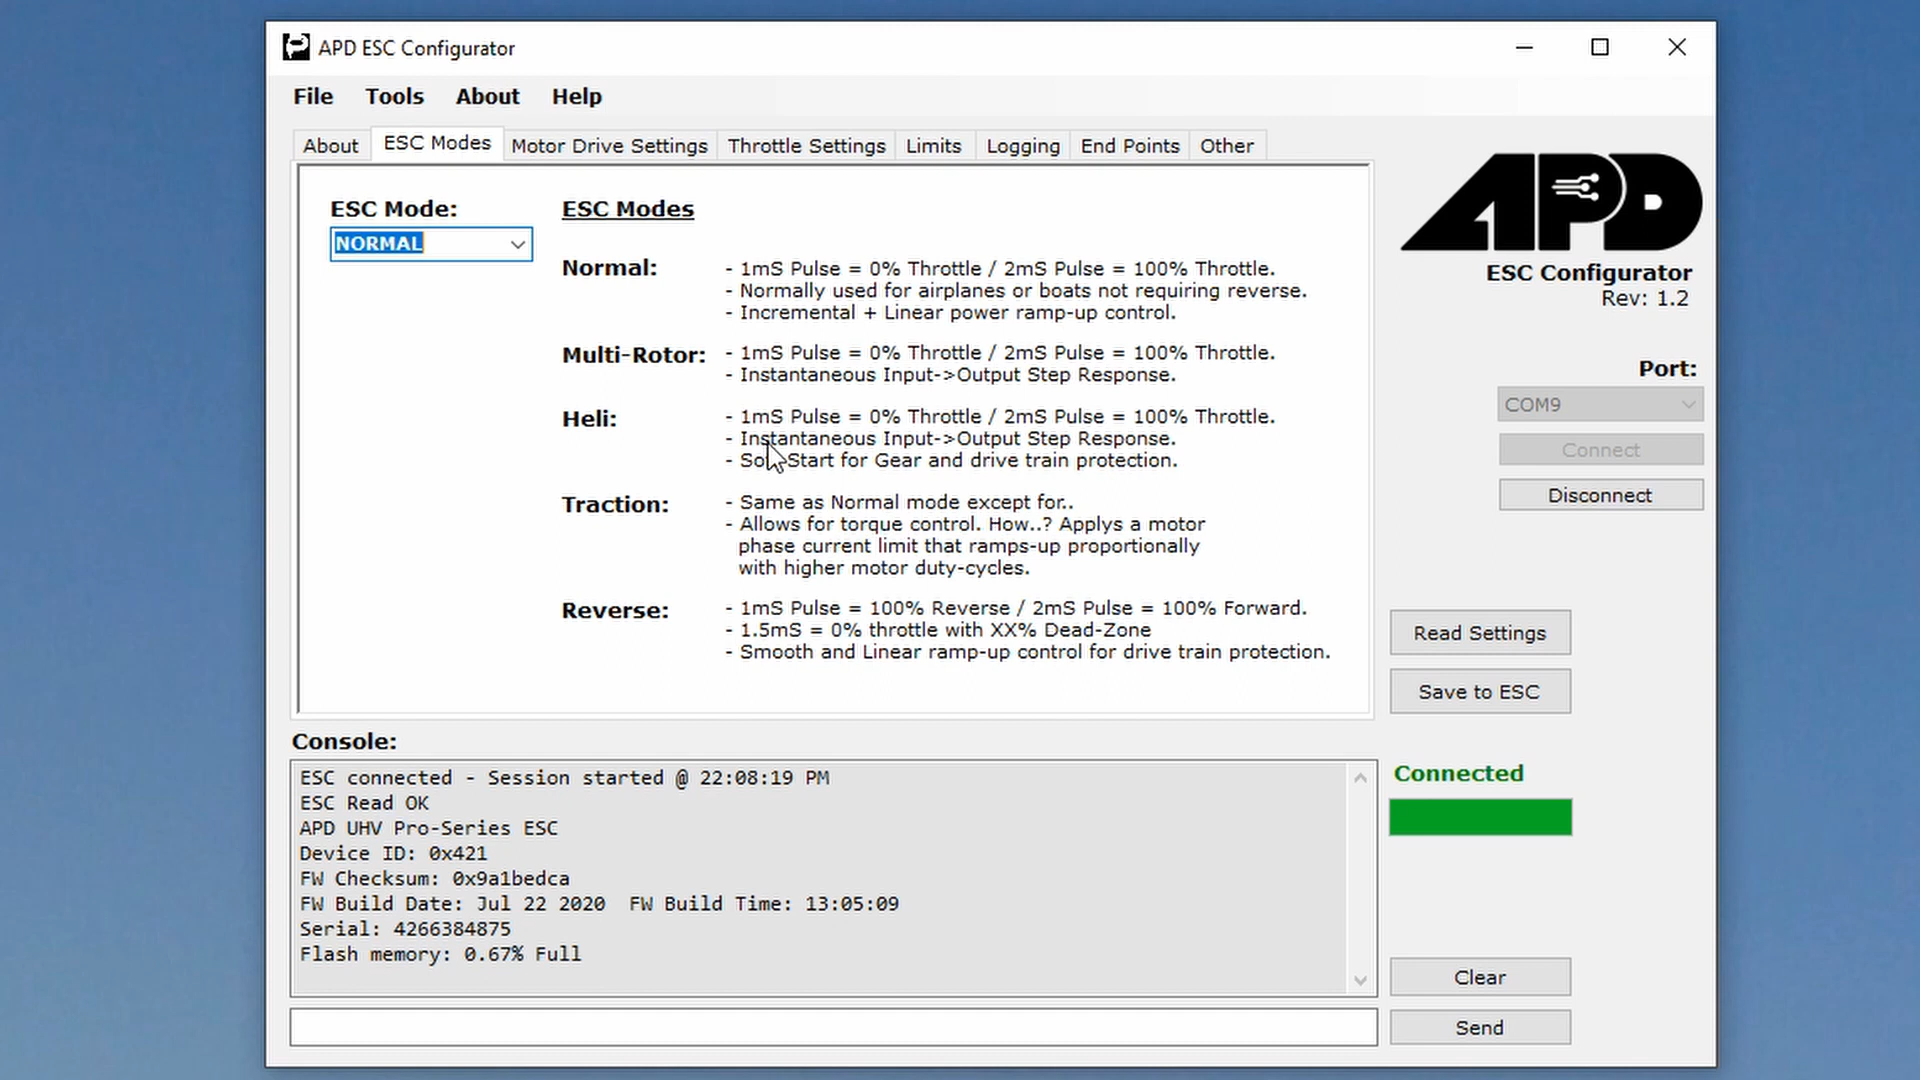 APD ESC Configurator
File Tools About Help
About ESC Modes Motor Drive Settings Throttle Settings Limits Logging End Points Other
ESC Mode:
NORMAL
ESC Modes
Normal:
- 1mS Pulse = 0% Throttle / 2mS Pulse = 100% Throttle.
- Normally used for airplanes or boats not requiring reverse.
- Incremental + Linear power ramp-up control.
Multi-Rotor:
- 1mS Pulse = 0% Throttle / 2mS Pulse = 100% Throttle.
- Instantaneous Input->Output Step Response.
Heli:
- 1mS Pulse = 0% Throttle / 2mS Pulse = 100% Throttle.
- Instantaneous Input->Output Step Response.
- Soft Start for Gear and drive train protection.
Traction:
- Same as Normal mode except for..
- Allows for torque control. How..? Applys a motor
phase current limit that ramps-up proportionally
with higher motor duty-cycles.
Reverse:
- 1mS Pulse = 100% Reverse / 2mS Pulse = 100% Forward.
- 1.5mS = 0% throttle with XX% Dead-Zone
- Smooth and Linear ramp-up control for drive train protection.
APD
ESC Configurator
Rev: 1.2
Port:
COM9
Connect
Disconnect
Read Settings
Save to ESC
Console:
ESC connected - Session started @ 22:08:19 PM
ESC Read OK
APD UHV Pro-Series ESC
Device ID: 0x421
FW Checksum: 0x9a1bedca
FW Build Date: Jul 22 2020  FW Build Time: 13:05:09
Serial: 4266384875
Flash memory: 0.67% Full
Connected
Clear
Send